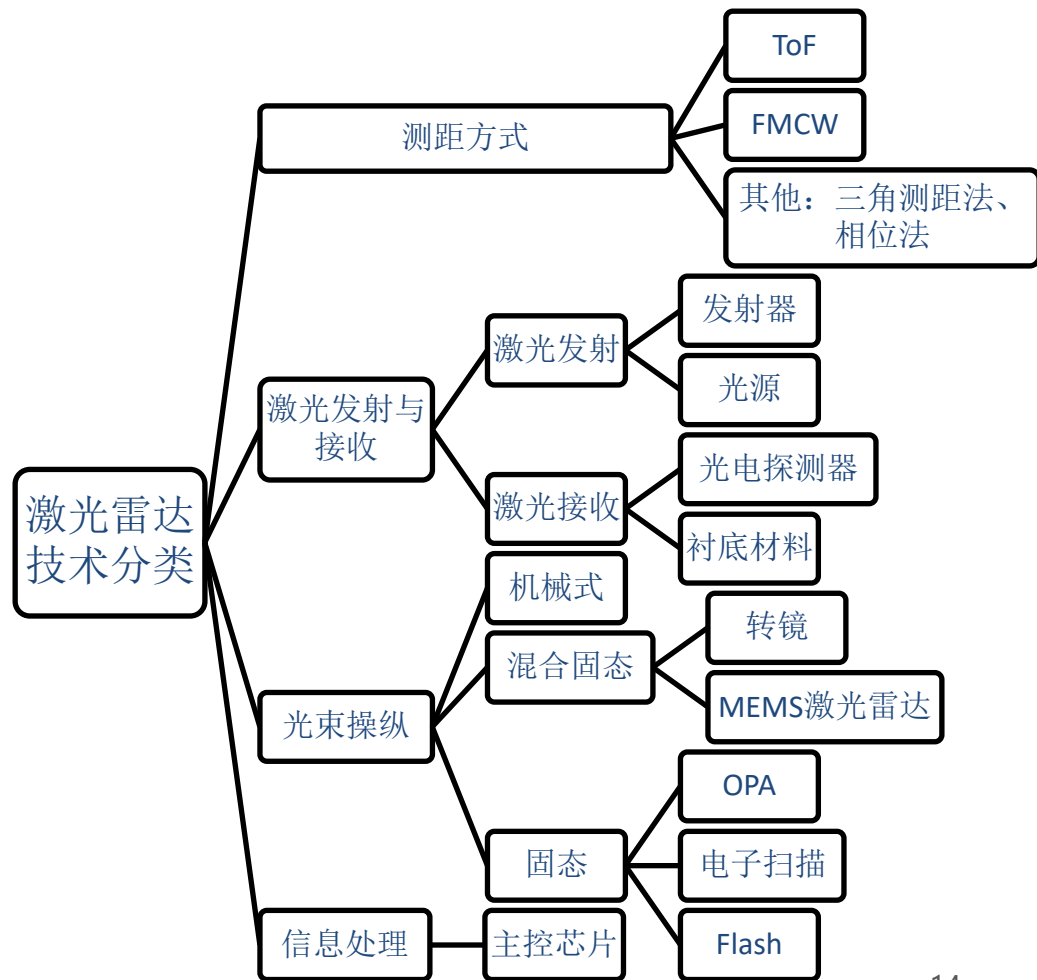 激光雷达
技术分类
测距方式
ToF
FMCW
其他：三角测距法、
相位法
激光发射与
接收
激光发射
发射器
光源
激光接收
光电探测器
衬底材料
光束操纵
机械式
混合固态
转镜
MEMS激光雷达
固态
OPA
电子扫描
Flash
信息处理
主控芯片
14